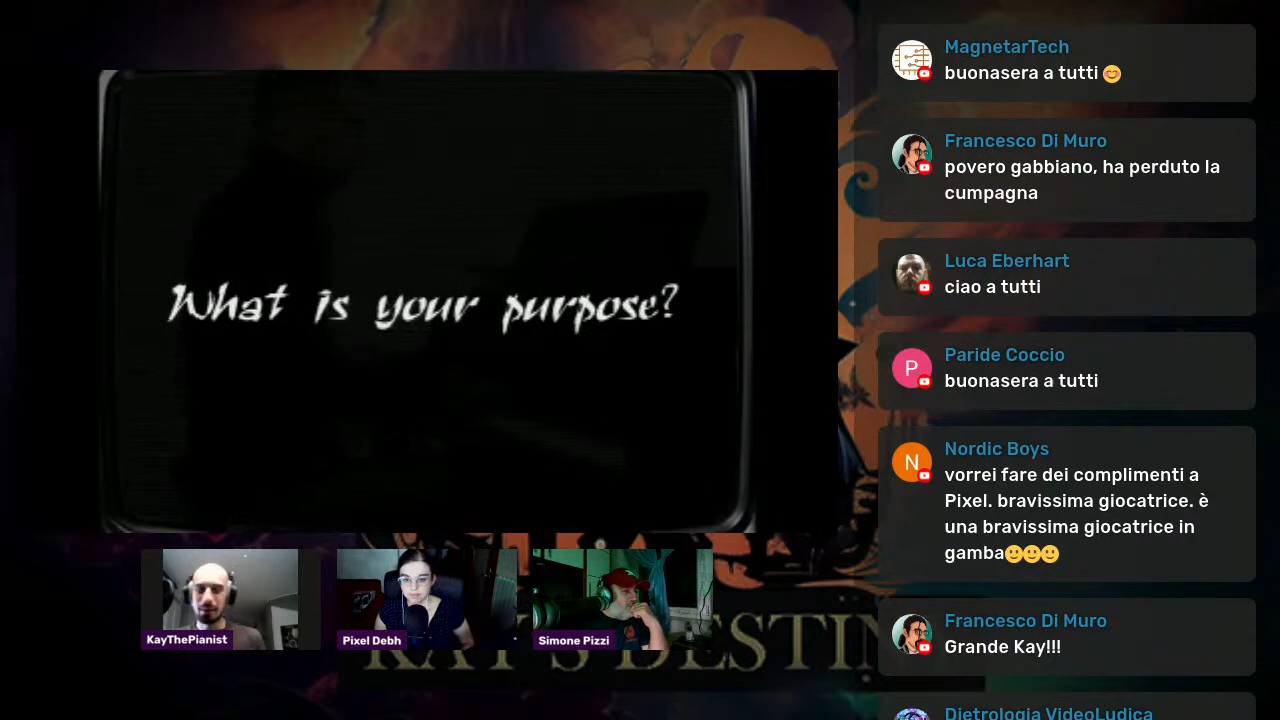 What is your purpose?
KayThePianist
Pixel Debh
Simone Pizzi
MagnetarTech
buonasera a tutti
Francesco Di Muro
povero gabbiano, ha perduto la
cumpagna
Luca Eberhart
ciao a tutti
P
Paride Coccio
buonasera a tutti
N
Nordic Boys
vorrei fare dei complimenti a
Pixel. bravissima giocatrice. è
una bravissima giocatrice in
gamba
Francesco Di Muro
Grande Kay!!!
Dietrologia VideoLudica